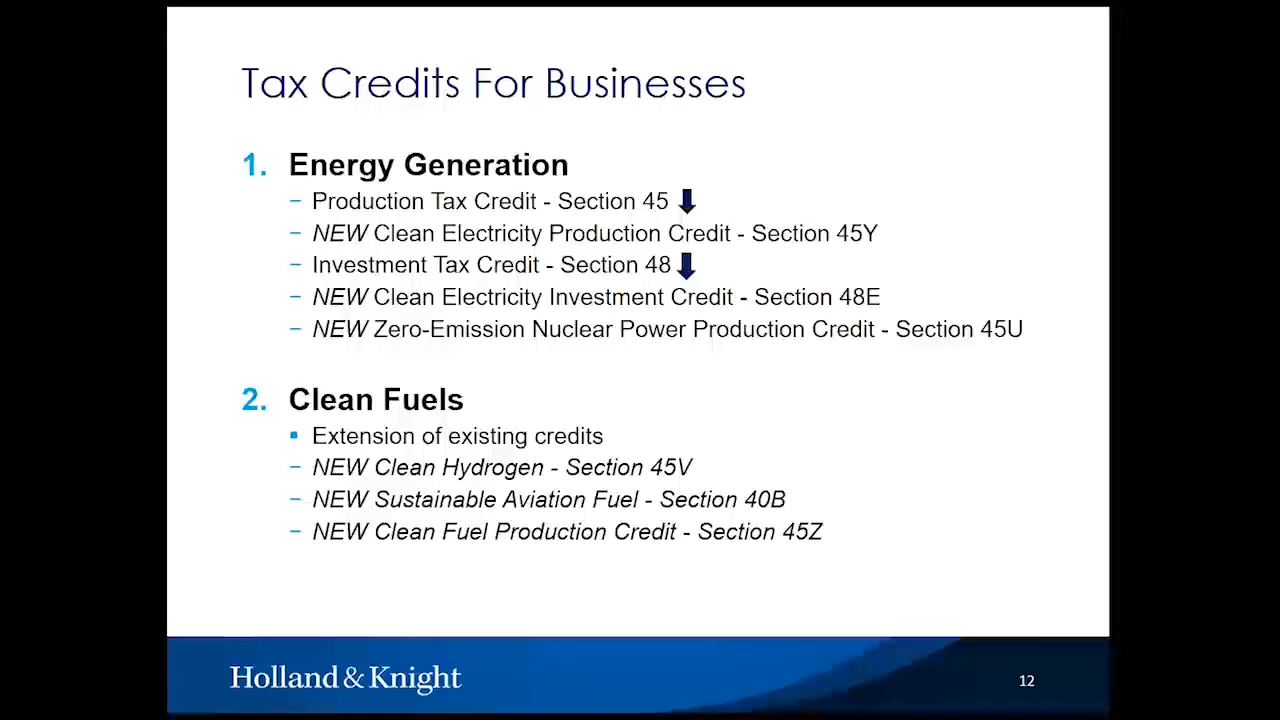 Tax Credits For Businesses
1. Energy Generation
– Production Tax Credit - Section 45
– NEW Clean Electricity Production Credit - Section 45Y
– Investment Tax Credit - Section 48
– NEW Clean Electricity Investment Credit - Section 48E
– NEW Zero-Emission Nuclear Power Production Credit - Section 45U
2. Clean Fuels
▪ Extension of existing credits
– NEW Clean Hydrogen - Section 45V
– NEW Sustainable Aviation Fuel - Section 40B
– NEW Clean Fuel Production Credit - Section 45Z
Holland & Knight
12